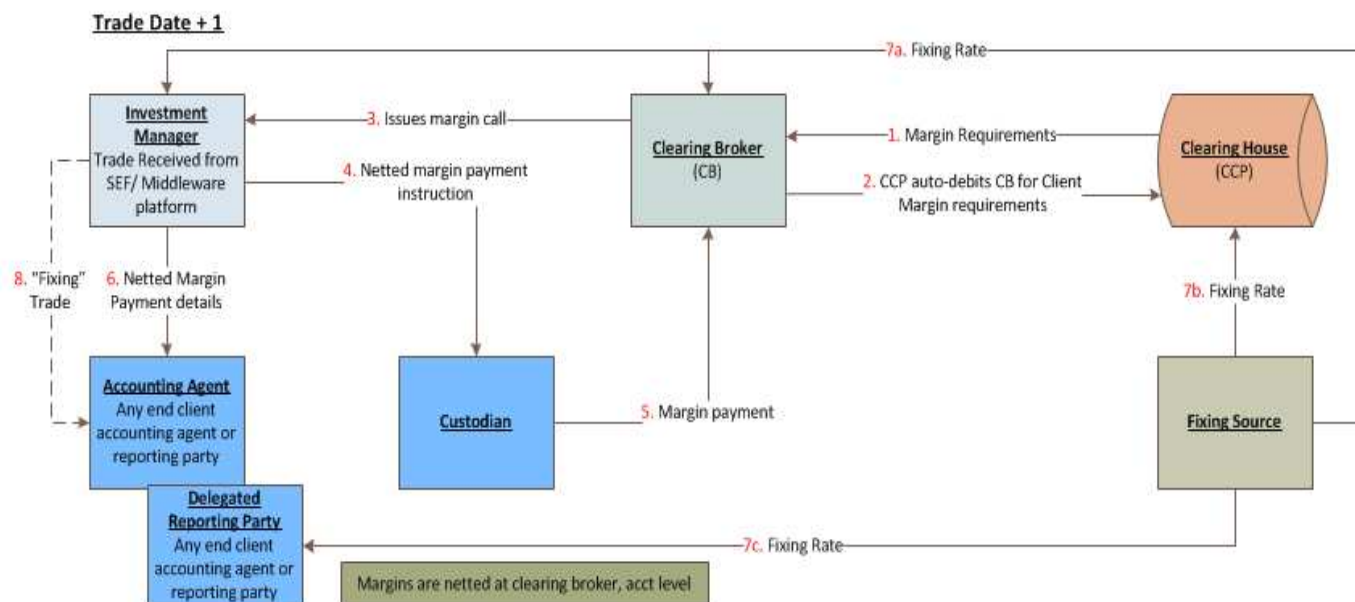 Trade Date + 1
7a. Fixing Rate
Investment
Manager
Trade Received from
SEF/ Middleware
platform
3. Issues margin call
Clearing Broker
(CB)
1. Margin Requirements
Clearing House
(CCP)
4. Netted margin payment
instruction
2. CCP auto-debits CB for Client
Margin requirements
8. "Fixing"
Trade
6. Netted Margin
Payment details
7b. Fixing Rate
Accounting Agent
Any end client
accounting agent or
reporting party
Custodian
5. Margin payment
Fixing Source
Delegated
Reporting Party
Any end client
accounting agent or
reporting party
7c. Fixing Rate
Margins are netted at clearing broker, acct level